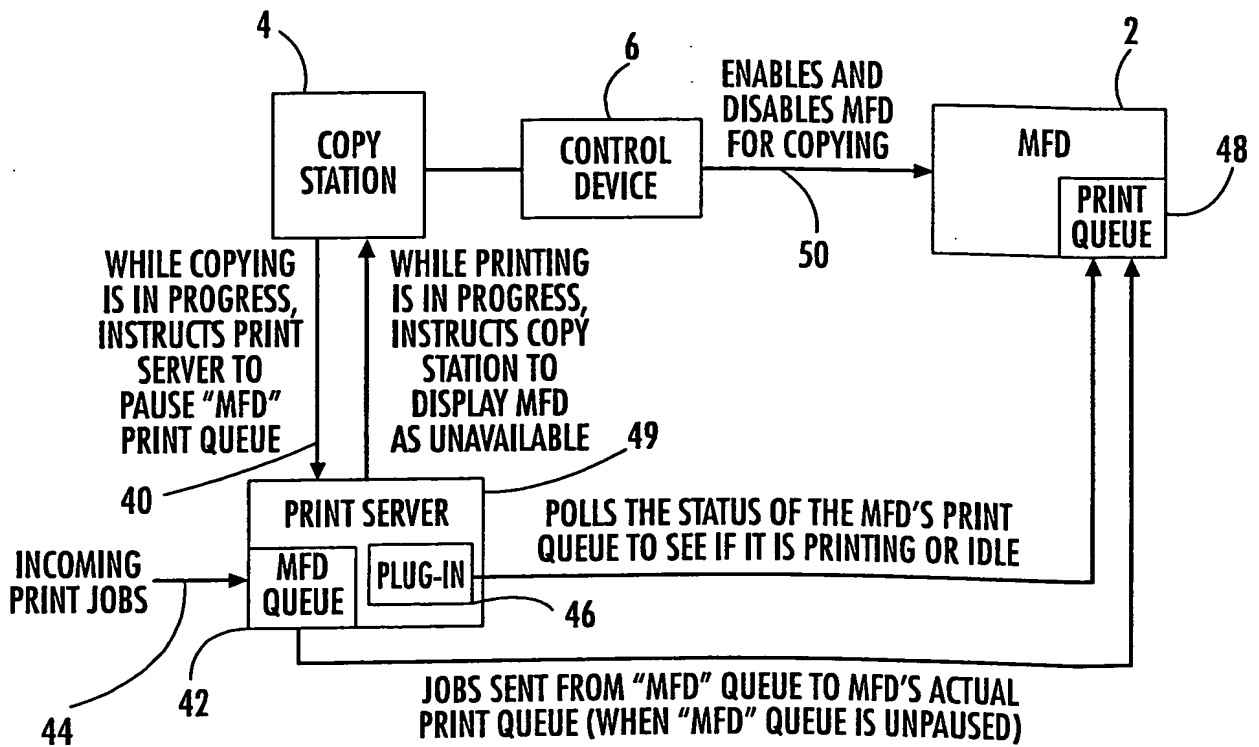 4
6
2
ENABLES AND
DISABLES MFD
FOR COPYING
COPY
STATION
CONTROL
DEVICE
MFD
48
PRINT
QUEUE
50
WHILE COPYING
IS IN PROGRESS,
INSTRUCTS PRINT
SERVER TO
PAUSE “MFD”
PRINT QUEUE
WHILE PRINTING
IS IN PROGRESS,
INSTRUCTS COPY
STATION TO
DISPLAY MFD
AS UNAVAILABLE
40
49
PRINT SERVER
POLLS THE STATUS OF THE MFD’S PRINT
QUEUE TO SEE IF IT IS PRINTING OR IDLE
INCOMING
PRINT JOBS
MFD
QUEUE
PLUG-IN
46
42
44
JOBS SENT FROM “MFD” QUEUE TO MFD’S ACTUAL
PRINT QUEUE (WHEN “MFD” QUEUE IS UNPAUSED)